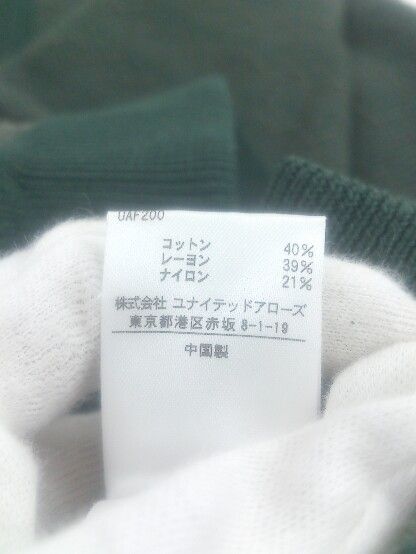 UAF200
コットン 40%
レーヨン 39%
ナイロン 21%
株式会社 ユナイテッドアローズ
東京都港区赤坂 8-1-19
中国製